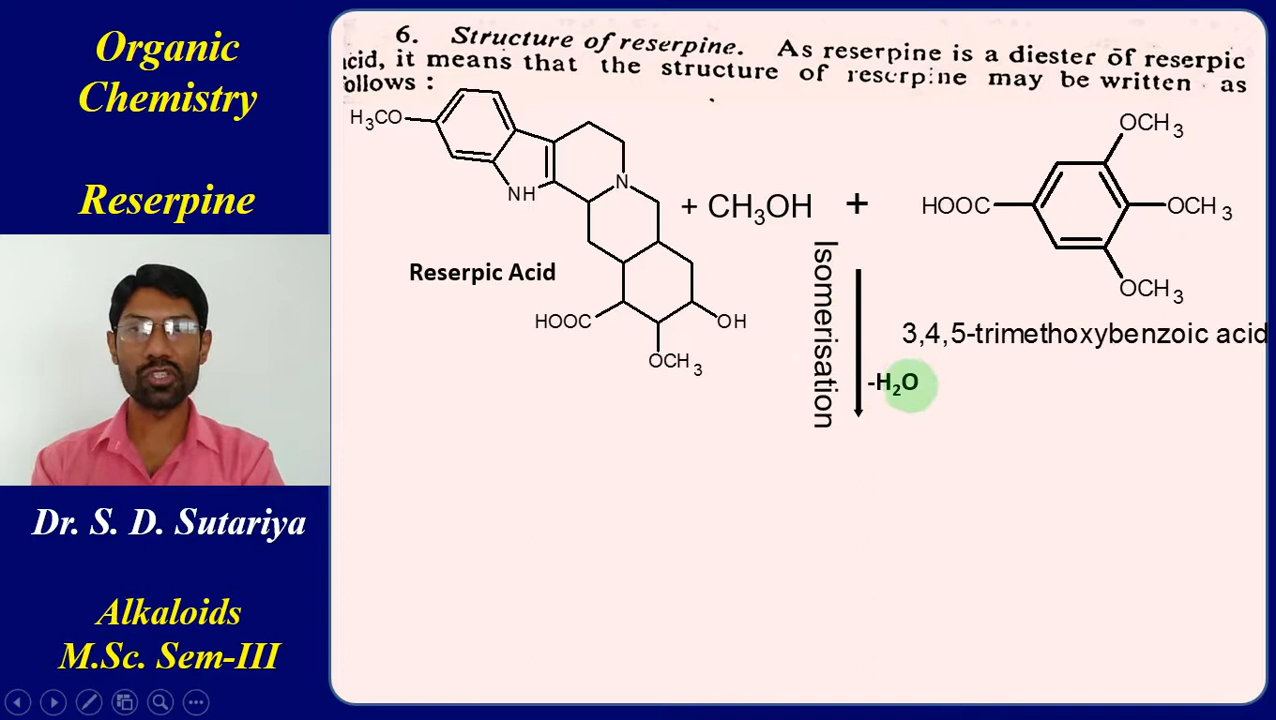 Organic
Chemistry
Reserpine
Dr. S. D. Sutariya
Alkaloids
M.Sc. Sem-III
6. Structure of reserpine. As reserpine is a diester of reserpic
acid, it means that the structure of reserpine may be written as
follows :
H₃CO
NH
N
Reserpic Acid
HOOC
OH
OCH₃
+ CH₃OH
+
HOOC
OCH₃
OCH₃
OCH₃
3,4,5-trimethoxybenzoic acid
Isomerisation
-H₂O